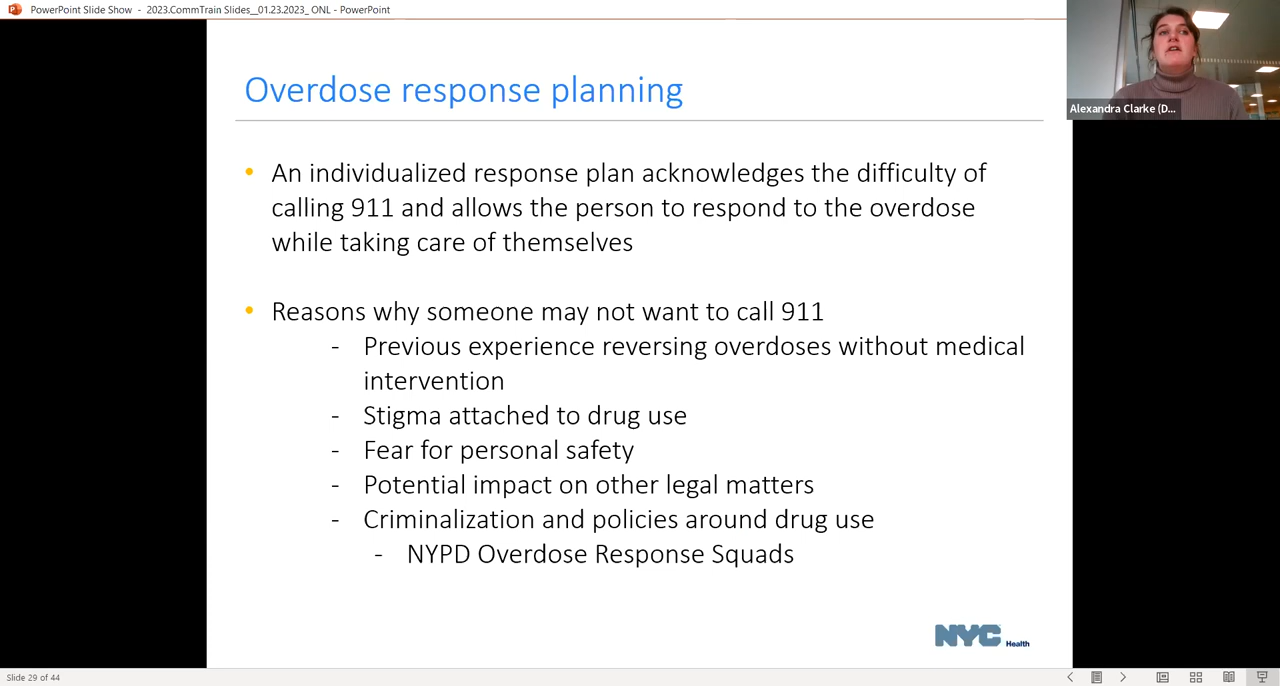 PowerPoint Slide Show - 2023.CommTrain Slides_01.23.2023_ ONL - PowerPoint
Alexandra Clarke (D...
Overdose response planning
• An individualized response plan acknowledges the difficulty of
calling 911 and allows the person to respond to the overdose
while taking care of themselves
• Reasons why someone may not want to call 911
- Previous experience reversing overdoses without medical
intervention
- Stigma attached to drug use
- Fear for personal safety
- Potential impact on other legal matters
- Criminalization and policies around drug use
- NYPD Overdose Response Squads
NYC Health
Slide 29 of 44